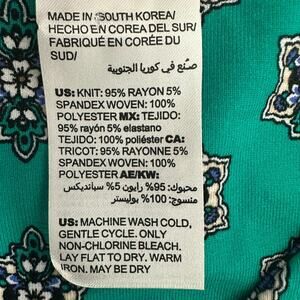 MADE IN SOUTH KOREA/
HECHO EN COREA DEL SUR/
FABRIQUÉ EN CORÉE DU
SUD/
صنع في كوريا الجنوبية
US: KNIT: 95% RAYON 5%
SPANDEX WOVEN: 100%
POLYESTER MX: TEJIDO:
95% rayón 5% elastano
TEJIDO: 100% poliéster CA:
TRICOT: 95% RAYONNE 5%
SPANDEX WOVEN: 100%
POLYESTER AE/KW:
محبوك: 95% رايون 5% سبانديكس
منسوج: 100% بوليستر
US: MACHINE WASH COLD,
GENTLE CYCLE. ONLY
NON-CHLORINE BLEACH.
LAY FLAT TO DRY. WARM
IRON. MAY BE DRY